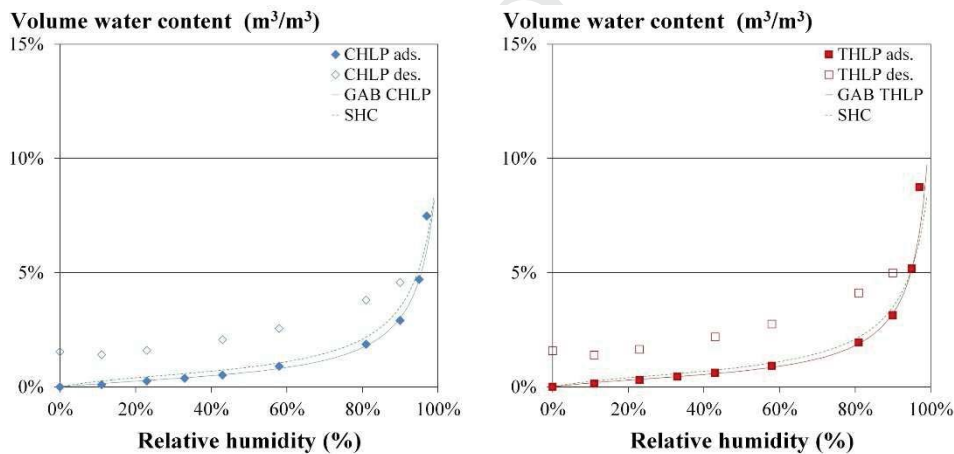 Volume water content (m³/m³)
15%
10%
5%
0%
CHLP ads.
CHLP des.
GAB CHLP
SHC
0% 20% 40% 60% 80% 100%
Relative humidity (%)
Volume water content (m³/m³)
15%
10%
5%
0%
THLP ads.
THLP des.
GAB THLP
SHC
0% 20% 40% 60% 80% 100%
Relative humidity (%)